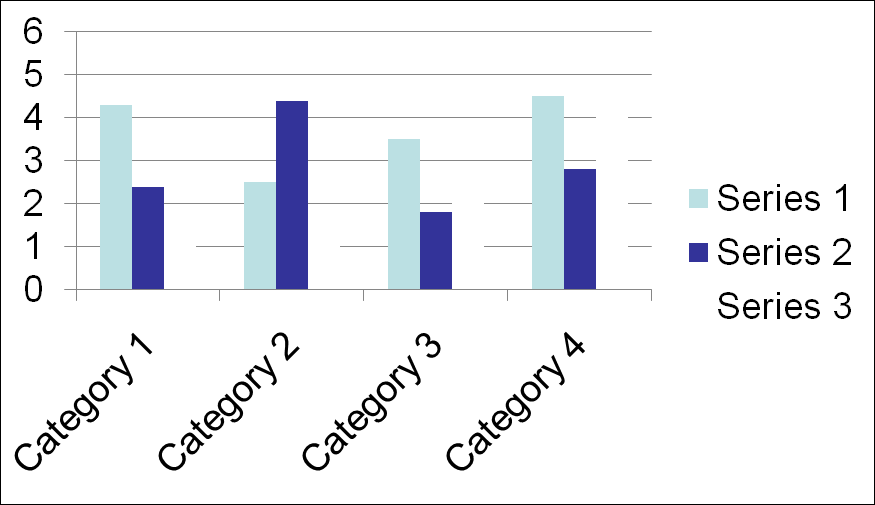 6
5
4
3
2
1
0
Category 1
Category 2
Category 3
Category 4
Series 1
Series 2
Series 3